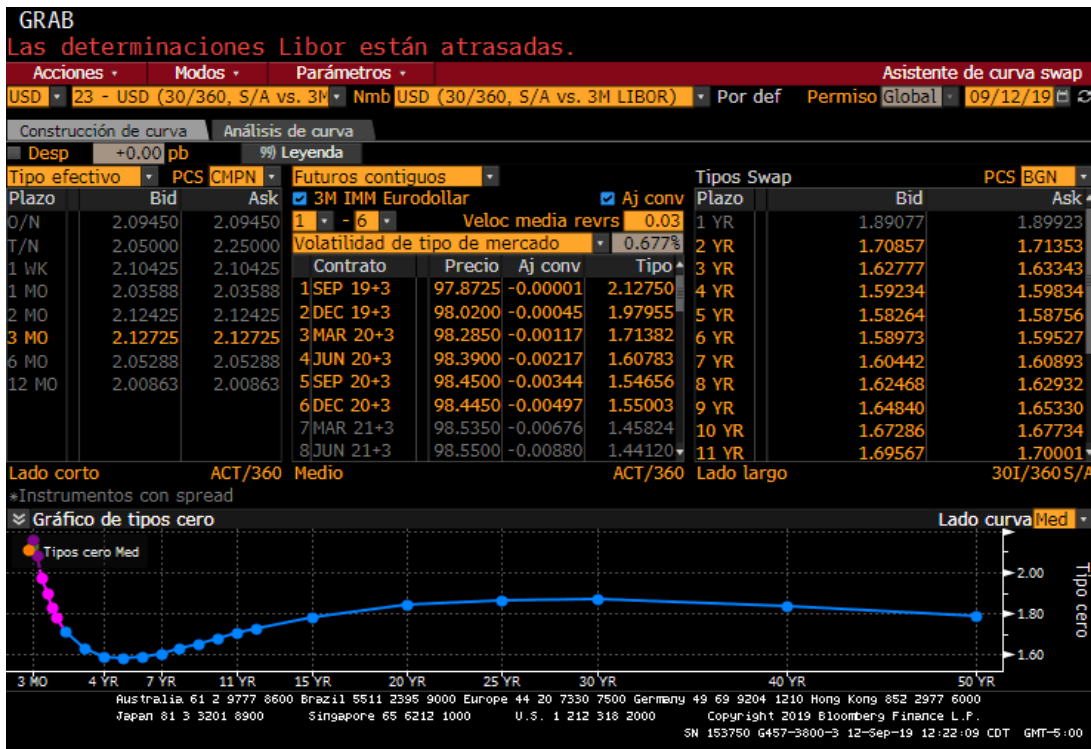 GRAB
Las determinaciones Libor están atrasadas.
Acciones Modos Parámetros Asistente de curva swap
USD 23 - USD (30/360, S/A vs. 3M Nmb USD (30/360, S/A vs. 3M LIBOR) Por def Permiso Global 09/12/19
Construcción de curva Análisis de curva
Desp +0.00 pb 99) Leyenda
Tipo efectivo PCS CMPN Futuros contiguos Tipos Swap PCS BGN
Plazo Bid Ask 3M IMM Eurodollar Aj conv Plazo Bid Ask
O/N 2.09450 2.09450 1 - 6 Veloc media revrs 0.03 1 YR 1.89077 1.89923
T/N 2.05000 2.25000 Volatilidad de tipo de mercado 0.677% 2 YR 1.70857 1.71353
1 WK 2.10425 2.10425 Contrato Precio Aj conv Tipo 3 YR 1.62777 1.63343
1 MO 2.03588 2.03588 1 SEP 19+3 97.8725 -0.00001 2.12750 4 YR 1.59234 1.59834
2 MO 2.12425 2.12425 2 DEC 19+3 98.0200 -0.00045 1.97955 5 YR 1.58264 1.58756
3 MO 2.12725 2.12725 3 MAR 20+3 98.2850 -0.00117 1.71382 6 YR 1.58973 1.59527
6 MO 2.05288 2.05288 4 JUN 20+3 98.3900 -0.00217 1.60783 7 YR 1.60442 1.60893
12 MO 2.00863 2.00863 5 SEP 20+3 98.4500 -0.00344 1.54656 8 YR 1.62468 1.62932
6 DEC 20+3 98.4450 -0.00497 1.55003 9 YR 1.64840 1.65330
7 MAR 21+3 98.5350 -0.00676 1.45824 10 YR 1.67286 1.67734
8 JUN 21+3 98.5500 -0.00880 1.44120 11 YR 1.69567 1.70001
Lado corto ACT/360 Medio ACT/360 Lado largo 30I/360 S/A
*Instrumentos con spread
Gráfico de tipos cero Lado curva Med
Tipos cero Med
2.00
1.80
1.60
Tipo cero
3 MO 4 YR 7 YR 11 YR 15 YR 20 YR 25 YR 30 YR 40 YR 50 YR
Australia 61 2 9777 8600 Brazil 5511 2395 9000 Europe 44 20 7330 7500 Germany 49 69 9204 1210 Hong Kong 852 2977 6000
Japan 81 3 3201 8900 Singapore 65 6212 1000 U.S. 1 212 318 2000 Copyright 2019 Bloomberg Finance L.P.
SN 153750 G457-3800-3 12-Sep-19 12:22:09 CDT GMT-5:00